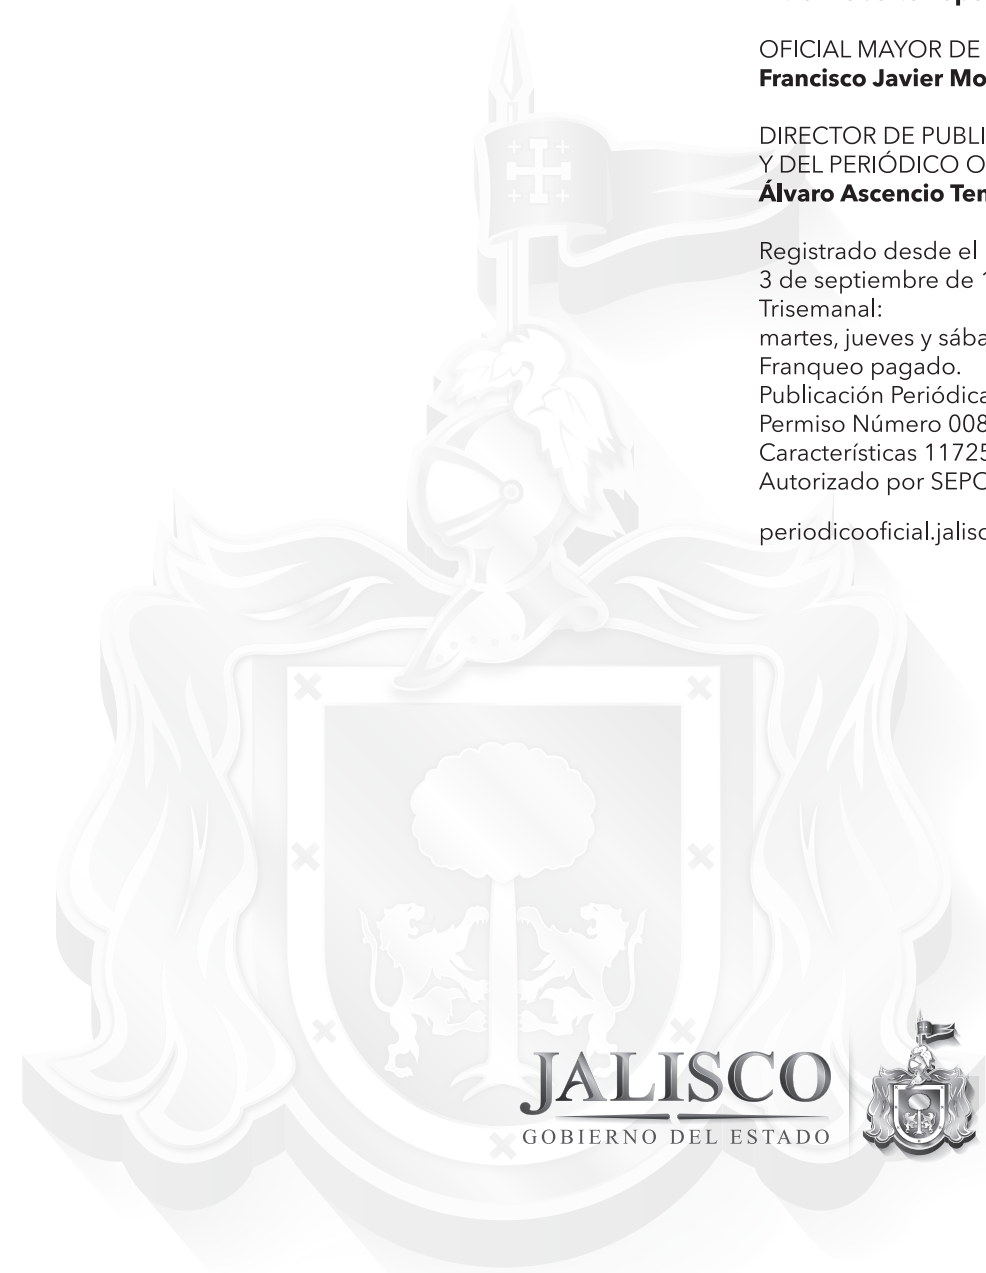 OFICIAL MAYOR DE
Francisco Javier Mo
DIRECTOR DE PUBLI
Y DEL PERIÓDICO O
Álvaro Ascencio Ten
Registrado desde el
3 de septiembre de 1
Trisemanal:
martes, jueves y sába
Franqueo pagado.
Publicación Periódica
Permiso Número 008
Características 11725
Autorizado por SEPO
periodicooficial.jalisc
JALISCO
GOBIERNO DEL ESTADO